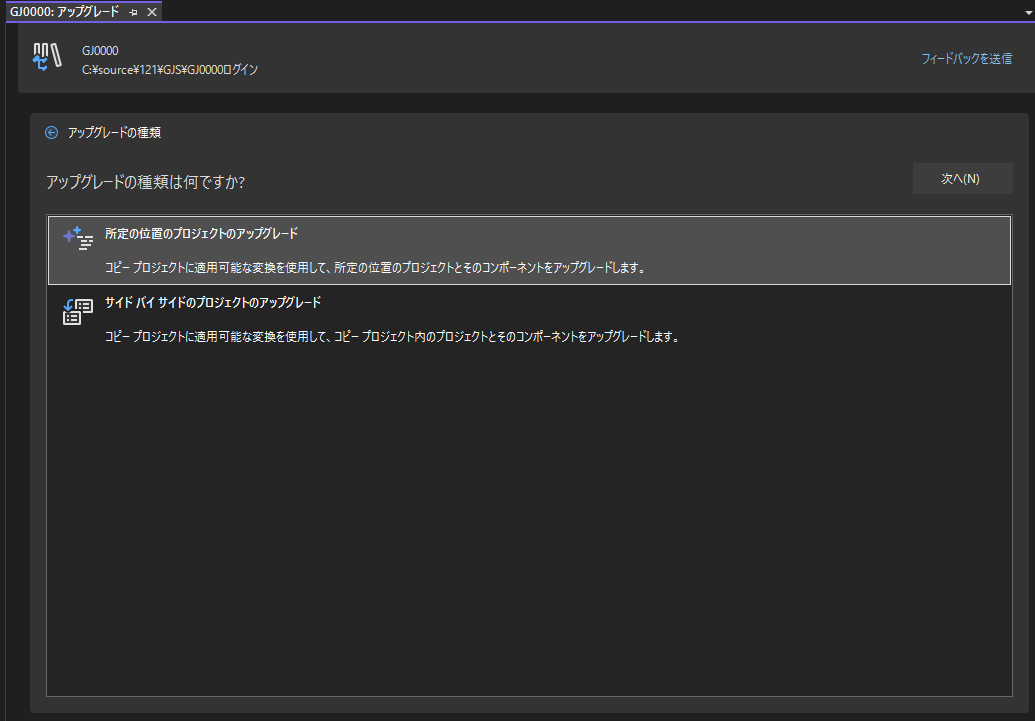 GJ0000: アップグレード
GJ0000
C:¥source¥121¥GJS¥GJ0000ログイン
フィードバックを送信
アップグレードの種類
アップグレードの種類は何ですか?
次へ(N)
所定の位置のプロジェクトのアップグレード
コピー プロジェクトに適用可能な変換を使用して、所定の位置のプロジェクトとそのコンポーネントをアップグレードします。
サイド バイ サイドのプロジェクトのアップグレード
コピー プロジェクトに適用可能な変換を使用して、コピー プロジェクト内のプロジェクトとそのコンポーネントをアップグレードします。